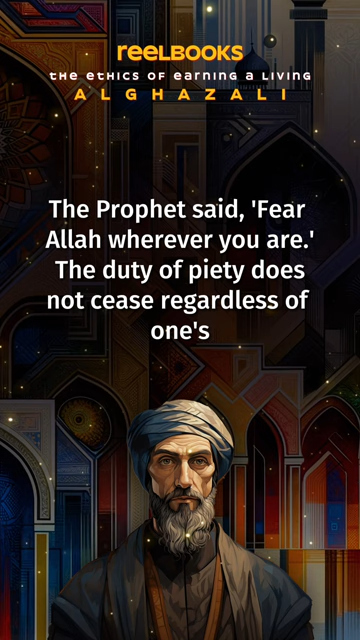 reelBOOKS
the ethics of earning a living
ALGHAZALI
The Prophet said, 'Fear
Allah wherever you are.'
The duty of piety does
not cease regardless of
one's